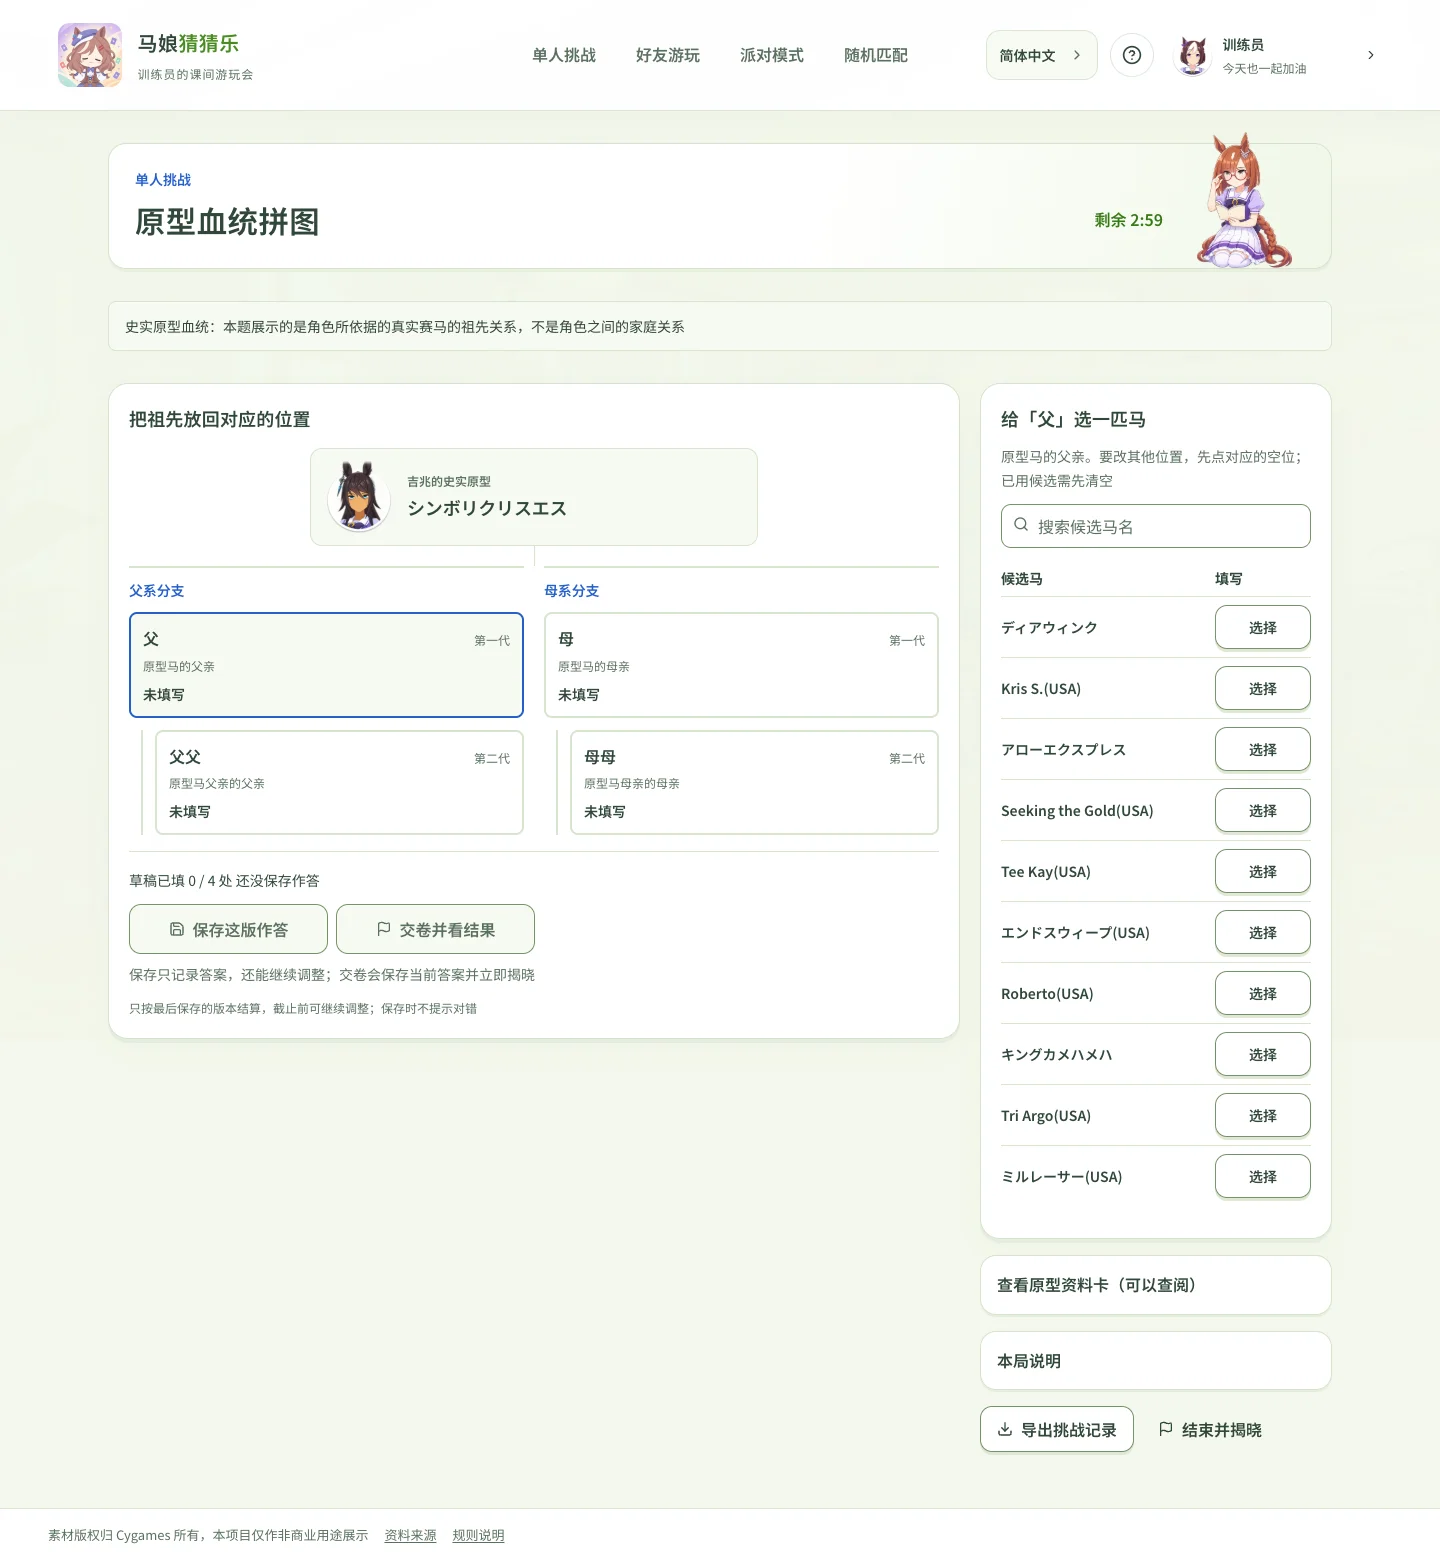 马娘猜猜乐
训练员的课间游玩会
单人挑战
好友游玩
派对模式
随机匹配
简体中文
训练员
今天也一起加油
单人挑战
原型血统拼图
剩余 2:59
史实原型血统：本题展示的是角色所依据的真实赛马的祖先关系，不是角色之间的家庭关系
把祖先放回对应的位置
吉兆的史实原型
シンボリクリスエス
父系分支
父
第一代
原型马的父亲
未填写
父父
第二代
原型马父亲的父亲
未填写
母系分支
母
第一代
原型马的母亲
未填写
母母
第二代
原型马母亲的母亲
未填写
草稿已填 0 / 4 处 还没保存作答
保存这版作答
交卷并看结果
保存只记录答案，还能继续调整；交卷会保存当前答案并立即揭晓
只按最后保存的版本结算，截止前可继续调整；保存时不提示对错
给「父」选一匹马
原型马的父亲。要改其他位置，先点对应的空位；
已用候选需先清空
搜索候选马名
候选马 填写
ディアウィンク 选择
Kris S.(USA) 选择
アローエクスプレス 选择
Seeking the Gold(USA) 选择
Tee Kay(USA) 选择
エンドスウィープ(USA) 选择
Roberto(USA) 选择
キングカメハメハ 选择
Tri Argo(USA) 选择
ミルレーサー(USA) 选择
查看原型资料卡（可以查阅）
本局说明
导出挑战记录
结束并揭晓
素材版权归 Cygames 所有，本项目仅作非商业用途展示 资料来源 规则说明